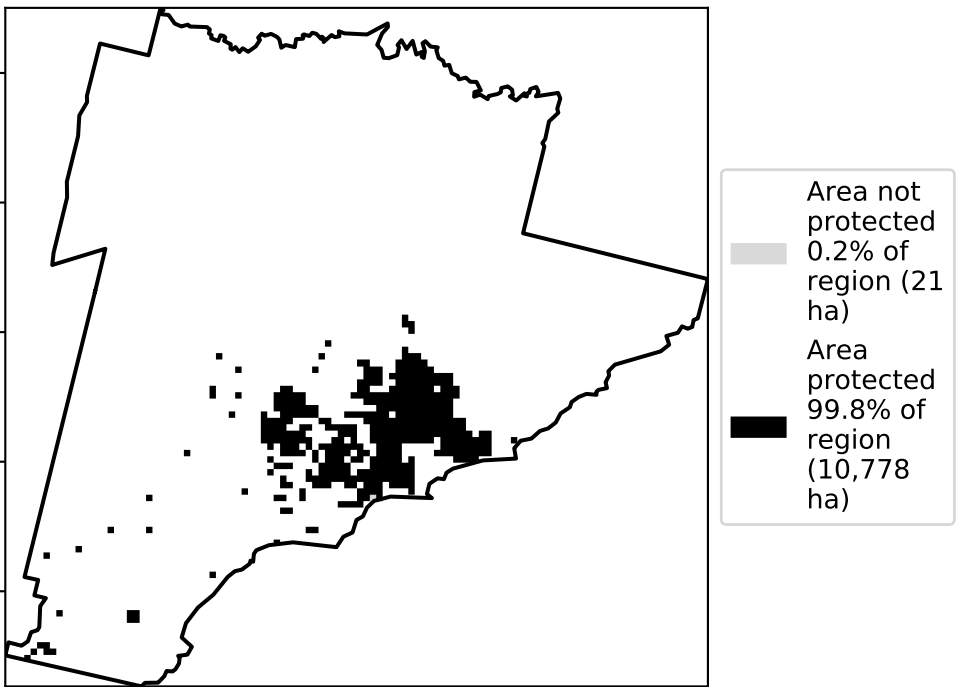 Area not
protected
0.2% of
region (21
ha)
Area
protected
99.8% of
region
(10,778
ha)